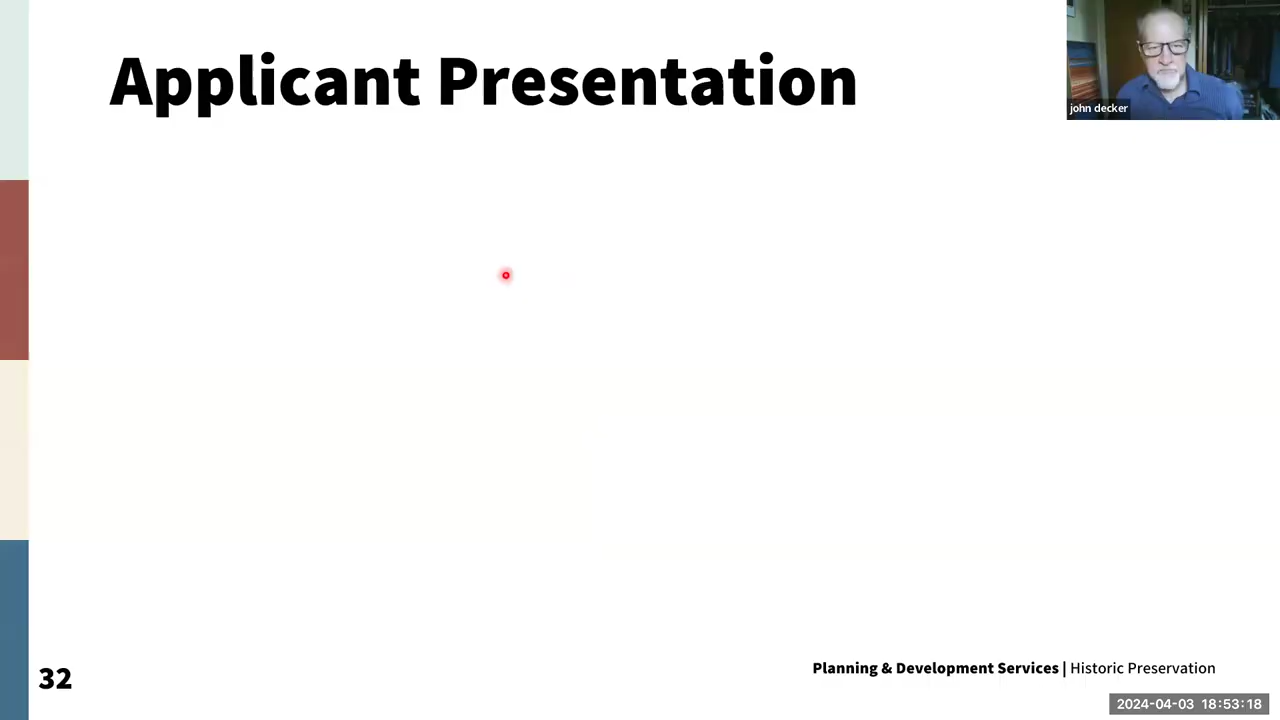 Applicant Presentation
john decker
32
Planning & Development Services | Historic Preservation
2024-04-03 18:53:18